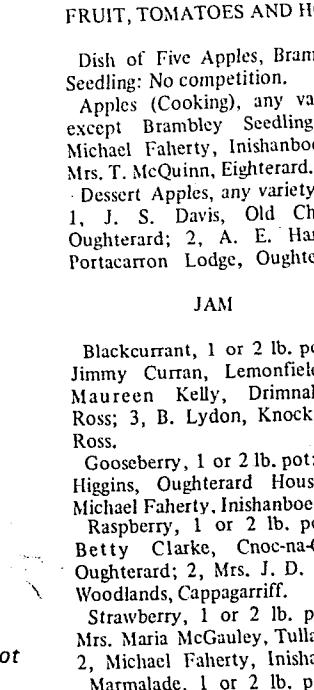 FRUIT, TOMATOES AND H
Dish of Five Apples, Bram
Seedling: No competition.
Apples (Cooking), any va
except Brambley Seedling
Michael Faherty, Inishanbo
Mrs. T. McQuinn, Eighterard.
Dessert Apples, any variety
1, J. S. Davis, Old Ch
Oughterard; 2, A. E. Ha
Portacarron Lodge, Oughte
JAM
Blackcurrant, 1 or 2 lb. p
Jimmy Curran, Lemonfiel
Maureen Kelly, Drimna
Ross; 3, B. Lydon, Knock
Ross.
Gooseberry, 1 or 2 lb. pot:
Higgins, Oughterard Hous
Michael Faherty, Inishanboe
Raspberry, 1 or 2 lb. p
Betty Clarke, Cnoc-na-
Oughterard; 2, Mrs. J. D.
Woodlands, Cappagarriff.
Strawberry, 1 or 2 lb. p
Mrs. Maria McGauley, Tulla
ot
2, Michael Faherty, Inisha
Marmalade, 1 or 2 lb. p